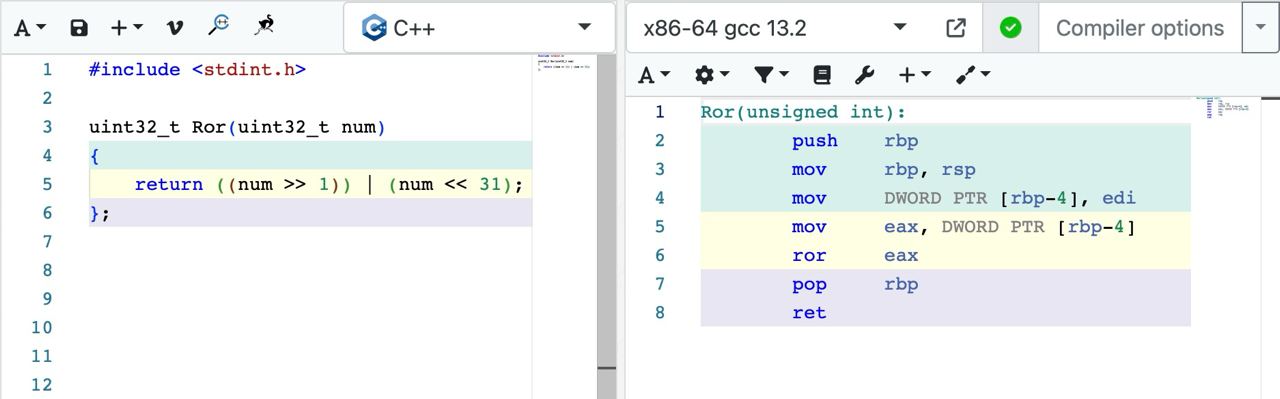 A
C++
1 #include <stdint.h>
2
3 uint32_t Ror(uint32_t num)
4 {
5     return ((num >> 1)) | (num << 31);
6 };
7
8
9
10
11
12
x86-64 gcc 13.2
Compiler options
A
1 Ror(unsigned int):
2         push    rbp
3         mov     rbp, rsp
4         mov     DWORD PTR [rbp-4], edi
5         mov     eax, DWORD PTR [rbp-4]
6         ror     eax
7         pop     rbp
8         ret